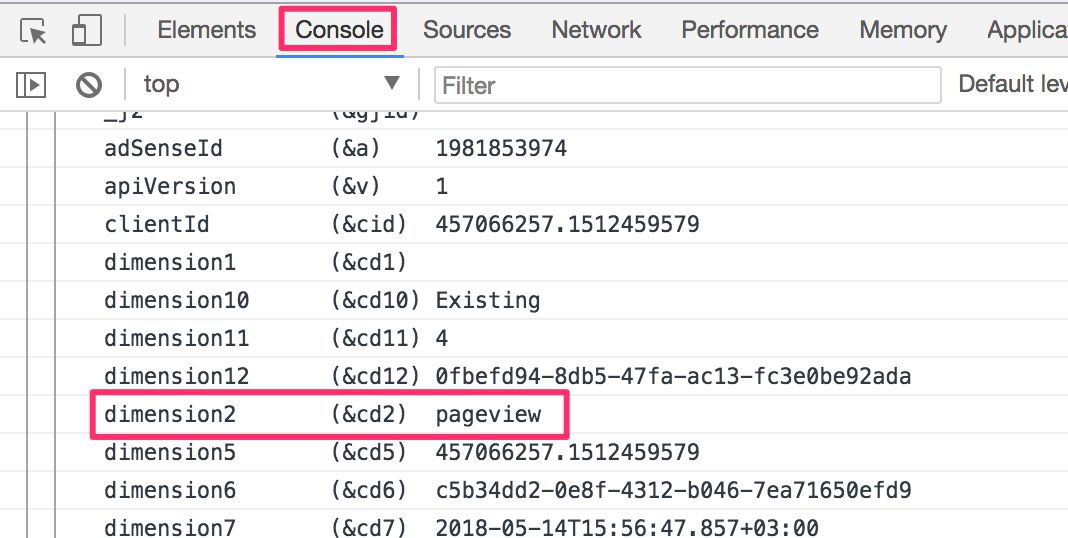 Elements Console Sources Network Performance Memory Applica
top Filter Default lev
_j2 (&gjid)
adSenseId (&a) 1981853974
apiVersion (&v) 1
clientId (&cid) 457066257.1512459579
dimension1 (&cd1)
dimension10 (&cd10) Existing
dimension11 (&cd11) 4
dimension12 (&cd12) 0fbefd94-8db5-47fa-ac13-fc3e0be92ada
dimension2 (&cd2) pageview
dimension5 (&cd5) 457066257.1512459579
dimension6 (&cd6) c5b34dd2-0e8f-4312-b046-7ea71650efd9
dimension7 (&cd7) 2018-05-14T15:56:47.857+03:00